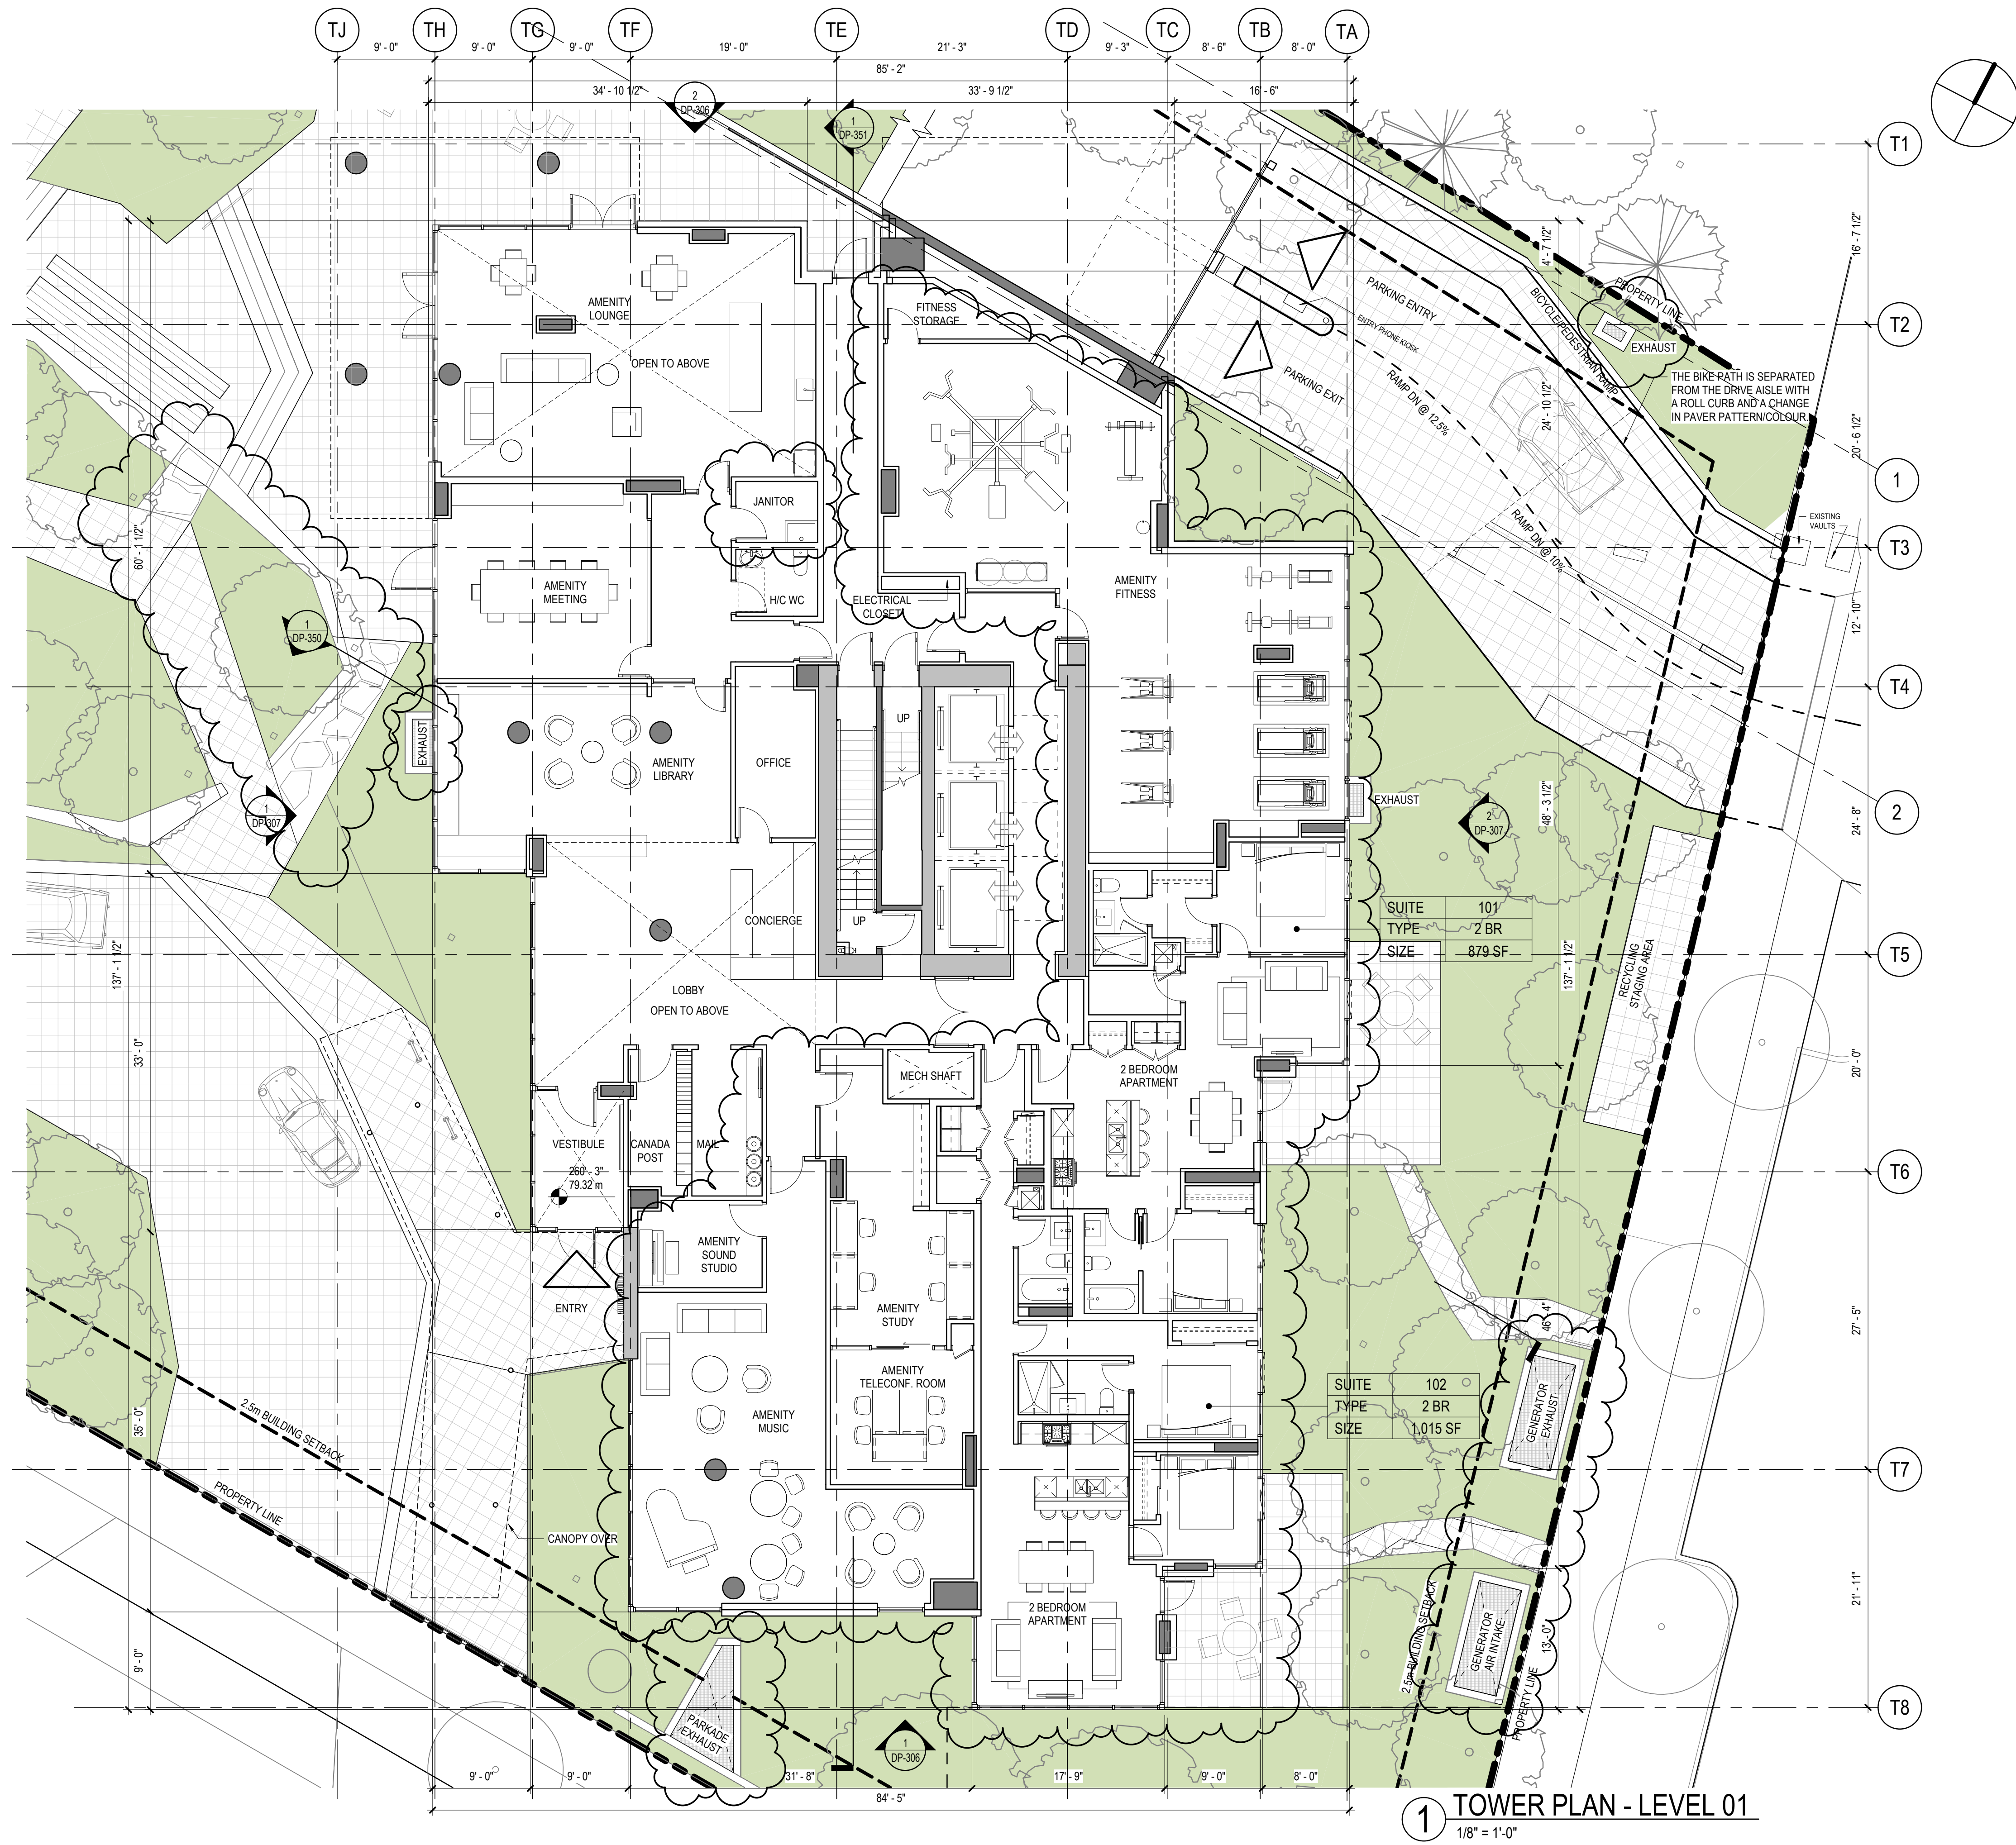 TJ
TH
TG
TF
TE
TD
TC
TB
TA
9' - 0"
9' - 0"
9' - 0"
19' - 0"
21' - 3"
9' - 3"
8' - 6"
8' - 0"
85' - 2"
34' - 10 1/2"
33' - 9 1/2"
16' - 6"
2
DP-306
1
DP-351
T1
T2
1
T3
T4
2
T5
T6
T7
T8
16' - 7 1/2"
20' - 6 1/2"
12' - 10"
24' - 8"
20' - 0"
27' - 5"
21' - 11"
4' - 7 1/2"
24' - 10 1/2"
48' - 3 1/2"
137' - 1 1/2"
46' - 4"
13' - 0"
60' - 1 1/2"
137' - 1 1/2"
33' - 0"
35' - 0"
9' - 0"
AMENITY
LOUNGE
OPEN TO ABOVE
FITNESS
STORAGE
PARKING ENTRY
ENTRY PHONE KIOSK
PARKING EXIT
BICYCLE/PEDESTRIAN RAMP
PROPERTY LINE
EXHAUST
THE BIKE PATH IS SEPARATED
FROM THE DRIVE AISLE WITH
A ROLL CURB AND A CHANGE
IN PAVER PATTERN/COLOUR
RAMP DN @ 12.5%
RAMP DN @ 10%
EXISTING
VAULTS
JANITOR
AMENITY
MEETING
H/C WC
ELECTRICAL
CLOSET
AMENITY
FITNESS
1
DP-350
EXHAUST
1
DP-307
AMENITY
LIBRARY
OFFICE
UP
UP
EXHAUST
2
DP-307
CONCIERGE
SUITE 101
TYPE 2 BR
SIZE 879 SF
RECYCLING
STAGING AREA
LOBBY
OPEN TO ABOVE
MECH SHAFT
2 BEDROOM
APARTMENT
VESTIBULE
260' - 3"
79.32 m
CANADA
POST
MAIL
AMENITY
SOUND
STUDIO
ENTRY
AMENITY
STUDY
AMENITY
TELECONF. ROOM
AMENITY
MUSIC
SUITE 102
TYPE 2 BR
SIZE 1,015 SF
GENERATOR
EXHAUST
2.5m BUILDING SETBACK
PROPERTY LINE
CANOPY OVER
2 BEDROOM
APARTMENT
2.5m BUILDING SETBACK
GENERATOR
AIR INTAKE
PROPERTY LINE
PARKADE
EXHAUST
1
DP-306
9' - 0"
9' - 0"
31' - 8"
17' - 9"
9' - 0"
8' - 0"
84' - 5"
1
TOWER PLAN - LEVEL 01
1/8" = 1'-0"